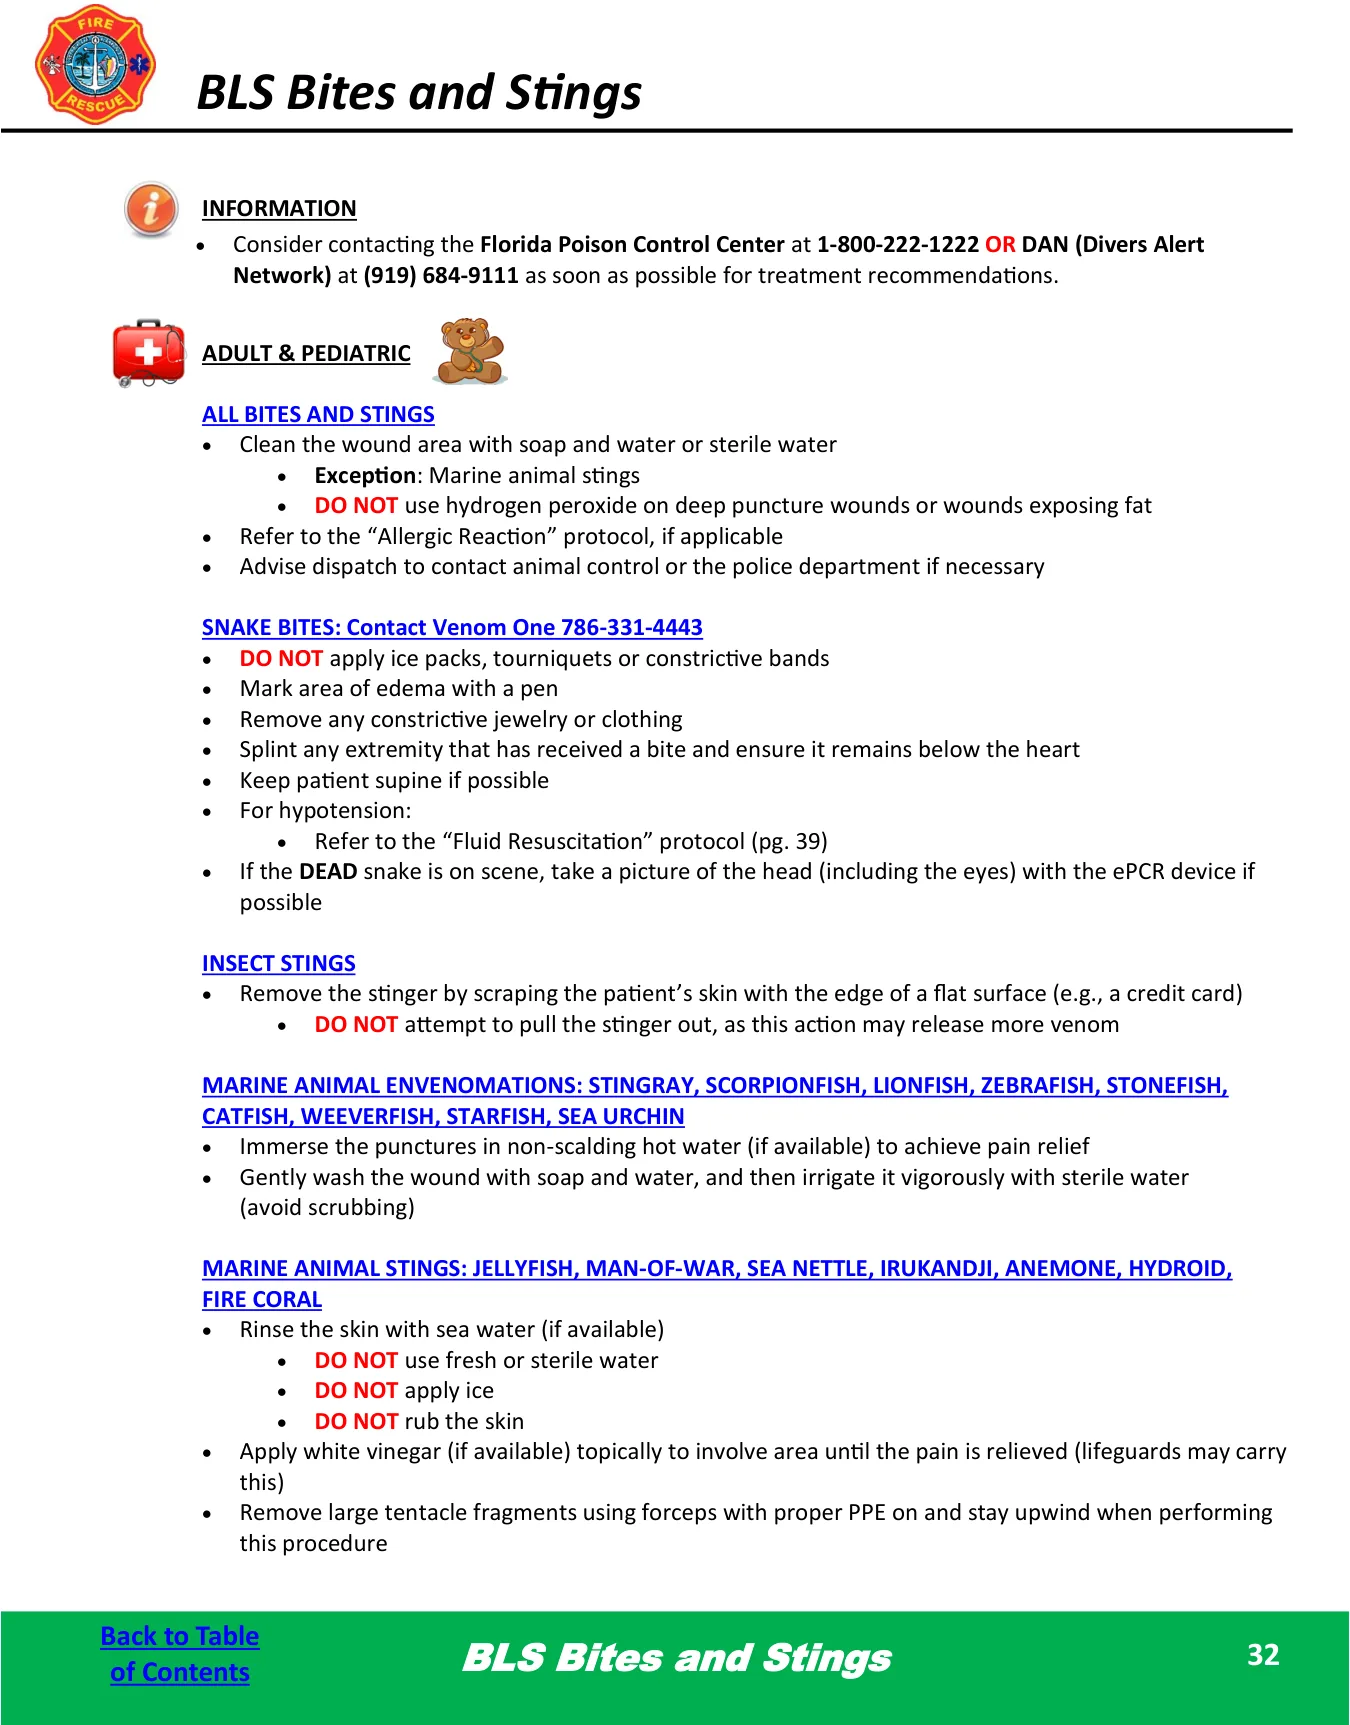 FIRE
RESCUE
BLS Bites and Stings
INFORMATION
• Consider contacting the Florida Poison Control Center at 1-800-222-1222 OR DAN (Divers Alert
Network) at (919) 684-9111 as soon as possible for treatment recommendations.
ADULT & PEDIATRIC
ALL BITES AND STINGS
• Clean the wound area with soap and water or sterile water
• Exception: Marine animal stings
• DO NOT use hydrogen peroxide on deep puncture wounds or wounds exposing fat
• Refer to the “Allergic Reaction” protocol, if applicable
• Advise dispatch to contact animal control or the police department if necessary
SNAKE BITES: Contact Venom One 786-331-4443
• DO NOT apply ice packs, tourniquets or constrictive bands
• Mark area of edema with a pen
• Remove any constrictive jewelry or clothing
• Splint any extremity that has received a bite and ensure it remains below the heart
• Keep patient supine if possible
• For hypotension:
• Refer to the “Fluid Resuscitation” protocol (pg. 39)
• If the DEAD snake is on scene, take a picture of the head (including the eyes) with the ePCR device if
possible
INSECT STINGS
• Remove the stinger by scraping the patient’s skin with the edge of a flat surface (e.g., a credit card)
• DO NOT attempt to pull the stinger out, as this action may release more venom
MARINE ANIMAL ENVENOMATIONS: STINGRAY, SCORPIONFISH, LIONFISH, ZEBRAFISH, STONEFISH,
CATFISH, WEEVERFISH, STARFISH, SEA URCHIN
• Immerse the punctures in non-scalding hot water (if available) to achieve pain relief
• Gently wash the wound with soap and water, and then irrigate it vigorously with sterile water
(avoid scrubbing)
MARINE ANIMAL STINGS: JELLYFISH, MAN-OF-WAR, SEA NETTLE, IRUKANDJI, ANEMONE, HYDROID,
FIRE CORAL
• Rinse the skin with sea water (if available)
• DO NOT use fresh or sterile water
• DO NOT apply ice
• DO NOT rub the skin
• Apply white vinegar (if available) topically to involve area until the pain is relieved (lifeguards may carry
this)
• Remove large tentacle fragments using forceps with proper PPE on and stay upwind when performing
this procedure
Back to Table
of Contents
BLS Bites and Stings
32